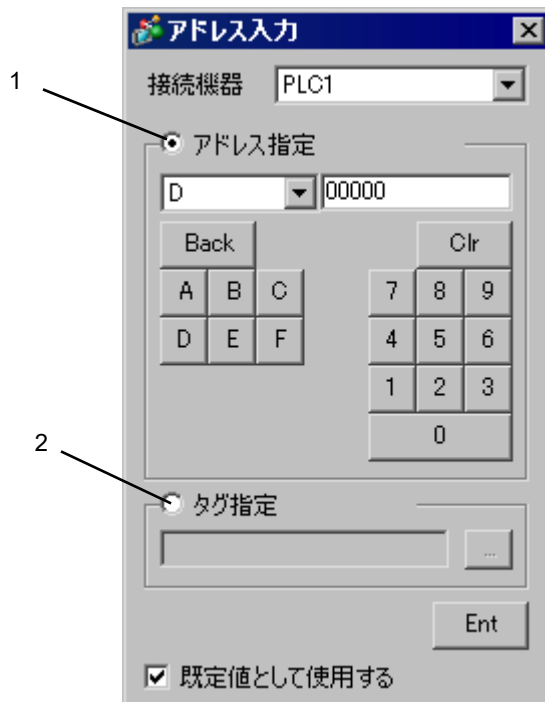 アドレス入力
接続機器 PLC1
1
アドレス指定
D 00000
Back Clr
A B C 7 8 9
D E F 4 5 6
1 2 3
0
2
タグ指定
...
Ent
既定値として使用する